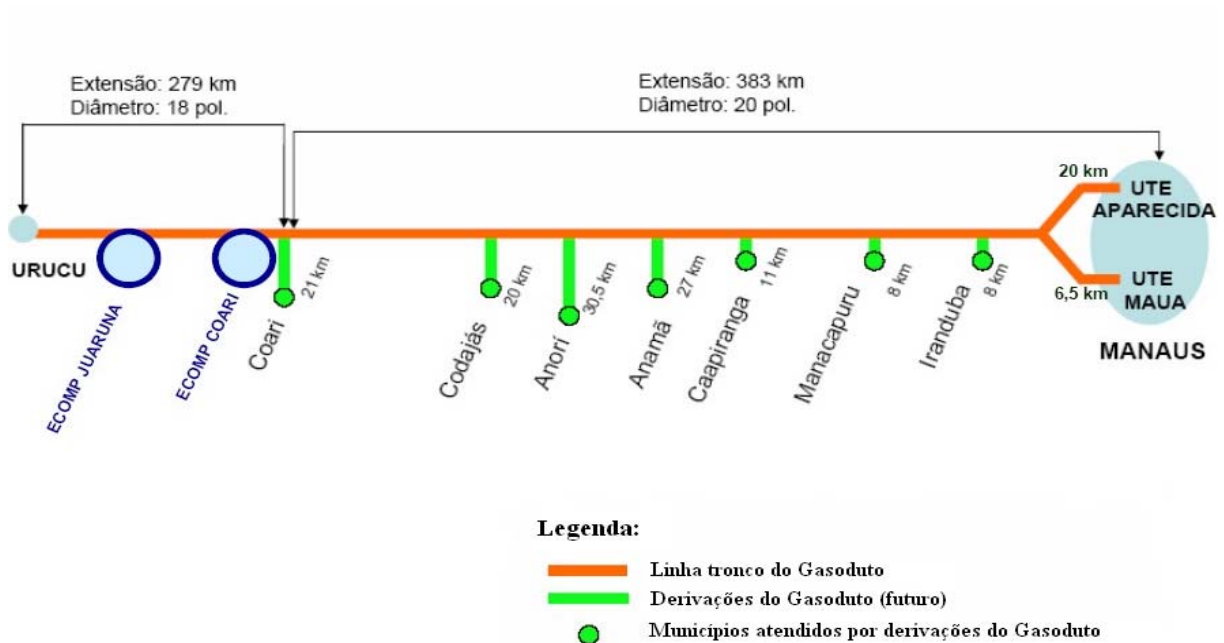 Extensão: 279 km
Diâmetro: 18 pol.
Extensão: 383 km
Diâmetro: 20 pol.
20 km
UTE
APARECIDA
URUCU
ECOMP JUARUNA
ECOMP COARI
21 km
Coari
20 km
Codajás
30,5 km
Anorí
27 km
Anamã
11 km
Caapiranga
8 km
Manacapuru
8 km
Iranduba
6,5 km
UTE
MAUA
MANAUS
Legenda:
Linha tronco do Gasoduto
Derivações do Gasoduto (futuro)
Municípios atendidos por derivações do Gasoduto